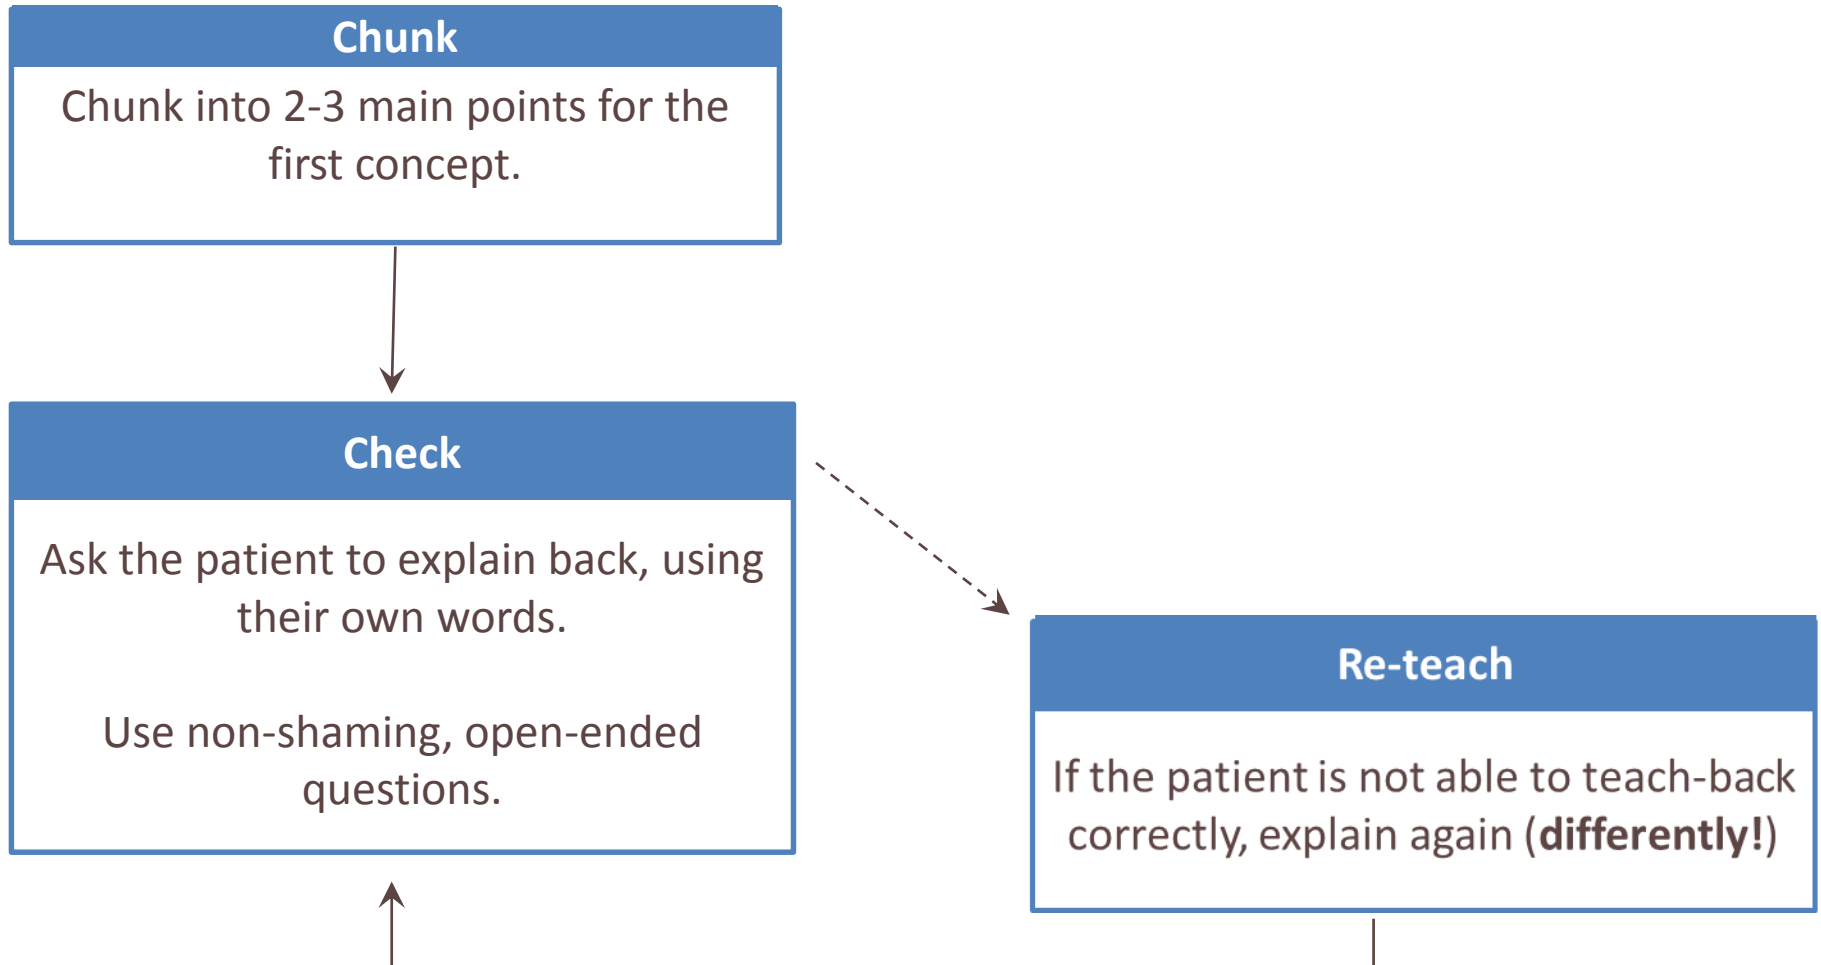 Chunk
Chunk into 2-3 main points for the
first concept.
Check
Ask the patient to explain back, using
their own words.
Use non-shaming, open-ended
questions.
Re-teach
If the patient is not able to teach-back
correctly, explain again (differently!)